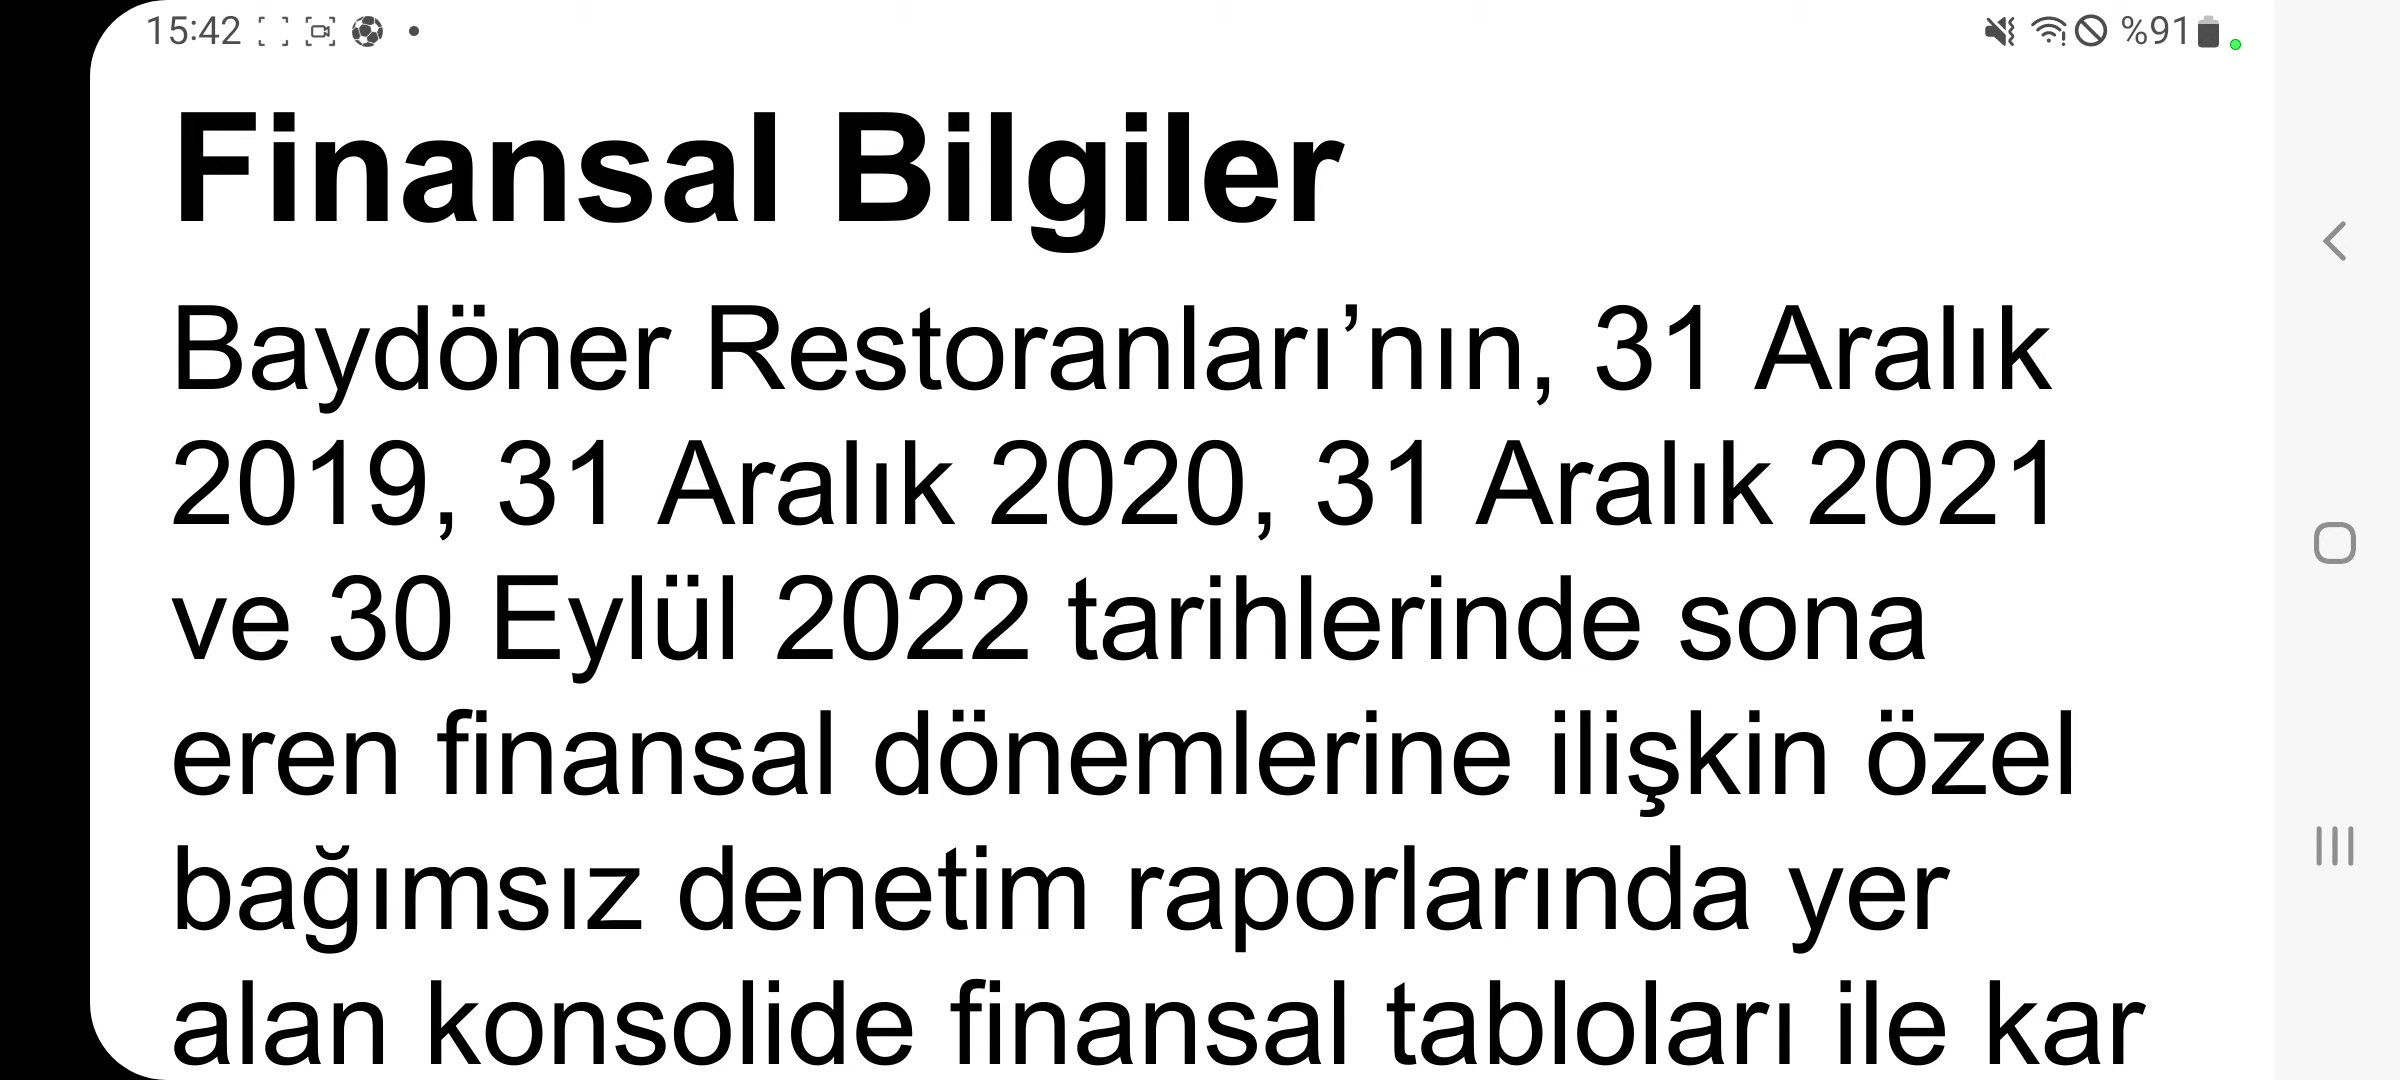 15:42 %91
Finansal Bilgiler
Baydöner Restoranları’nın, 31 Aralık
2019, 31 Aralık 2020, 31 Aralık 2021
ve 30 Eylül 2022 tarihlerinde sona
eren finansal dönemlerine ilişkin özel
bağımsız denetim raporlarında yer
alan konsolide finansal tabloları ile kar